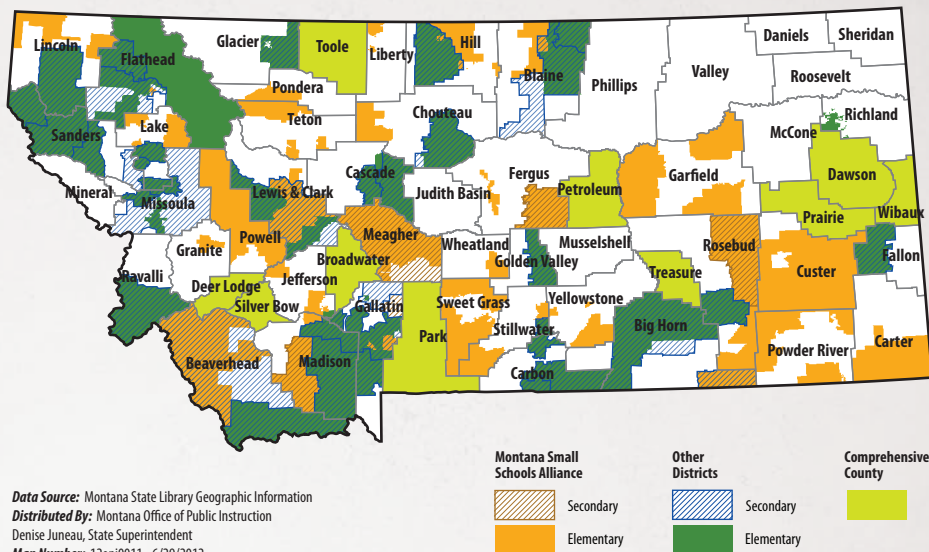 Lincoln
Flathead
Glacier
Toole
Liberty
Hill
Blaine
Phillips
Valley
Daniels
Sheridan
Roosevelt
Pondera
Teton
Chouteau
Richland
McCone
Sanders
Lake
Mineral
Missoula
Lewis & Clark
Cascade
Judith Basin
Fergus
Petroleum
Garfield
Dawson
Prairie
Wibaux
Powell
Granite
Meagher
Wheatland
Golden Valley
Musselshell
Rosebud
Custer
Fallon
Ravalli
Deer Lodge
Silver Bow
Jefferson
Broadwater
Gallatin
Treasure
Park
Sweet Grass
Stillwater
Yellowstone
Big Horn
Carbon
Powder River
Carter
Beaverhead
Madison
Montana Small
Schools Alliance
Secondary
Elementary
Other
Districts
Secondary
Elementary
Comprehensive
County
Data Source: Montana State Library Geographic Information
Distributed By: Montana Office of Public Instruction
Denise Juneau, State Superintendent